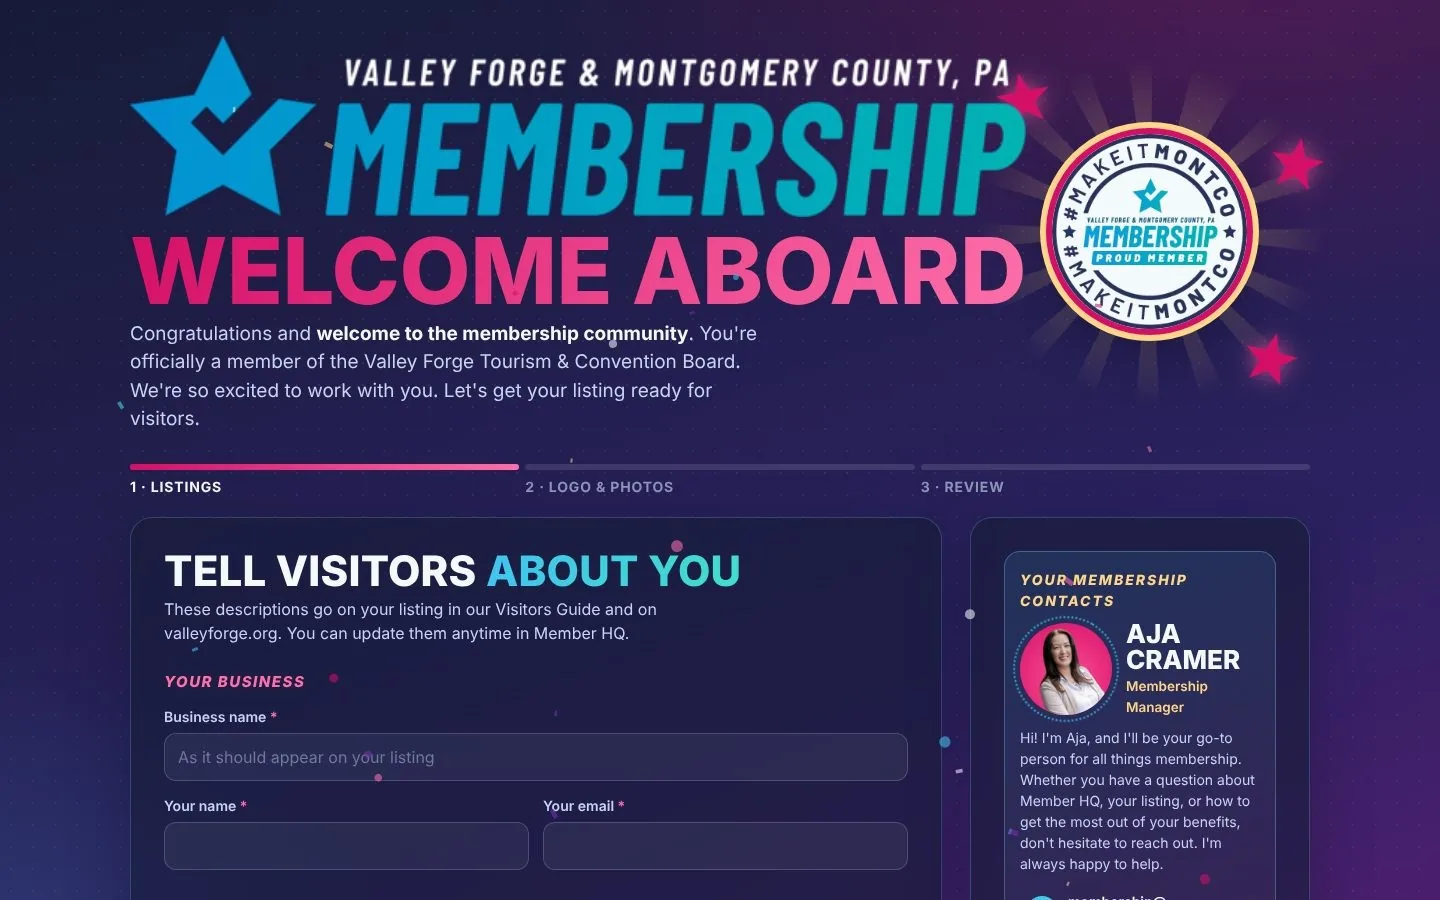 VALLEY FORGE & MONTGOMERY COUNTY, PA
MEMBERSHIP
WELCOME ABOARD
Congratulations and welcome to the membership community. You're
officially a member of the Valley Forge Tourism & Convention Board.
We're so excited to work with you. Let's get your listing ready for
visitors.
#MAKEITMONTCO
VALLEY FORGE & MONTGOMERY COUNTY, PA
MEMBERSHIP
PROUD MEMBER
#MAKEITMONTCO
1 · LISTINGS
2 · LOGO & PHOTOS
3 · REVIEW
TELL VISITORS ABOUT YOU
These descriptions go on your listing in our Visitors Guide and on
valleyforge.org. You can update them anytime in Member HQ.
YOUR BUSINESS
Business name *
As it should appear on your listing
Your name *
Your email *
YOUR MEMBERSHIP
CONTACTS
AJA
CRAMER
Membership
Manager
Hi! I'm Aja, and I'll be your go-to
person for all things membership.
Whether you have a question about
Member HQ, your listing, or how to
get the most out of your benefits,
don't hesitate to reach out. I'm
always happy to help.